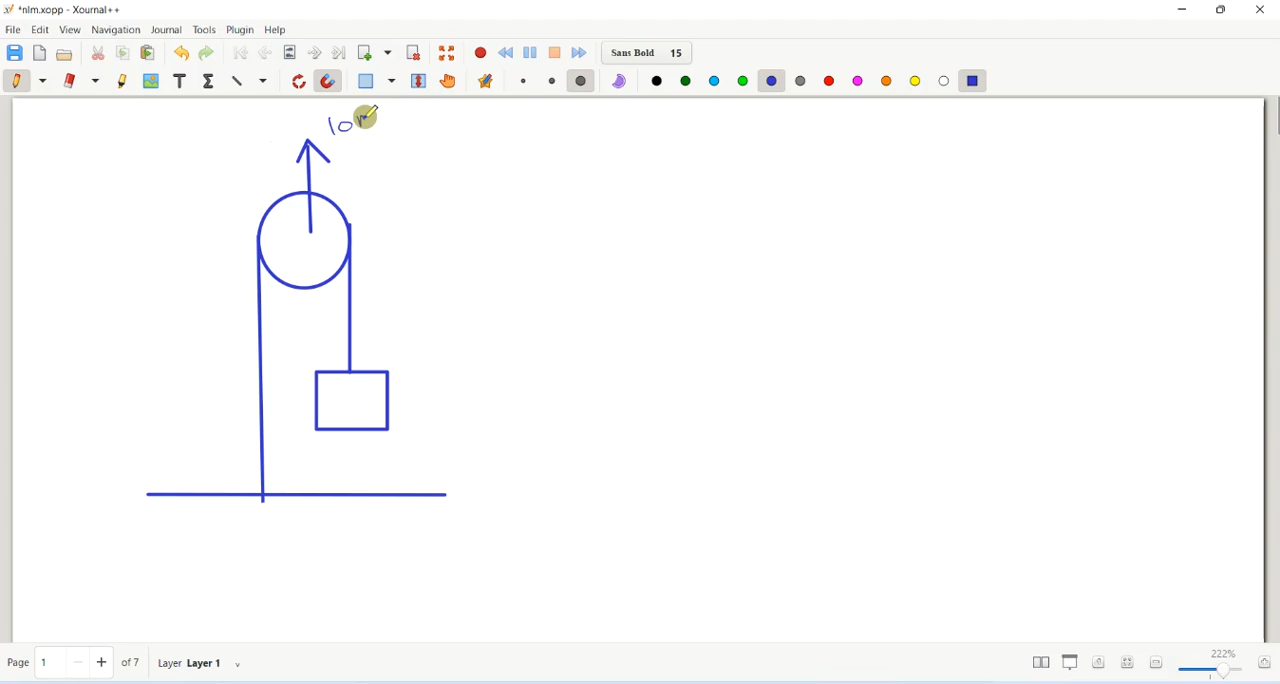 *nlm.xopp - Xournal++
File Edit View Navigation Journal Tools Plugin Help
Sans Bold 15
10
Page 1 of 7 Layer Layer 1
222%